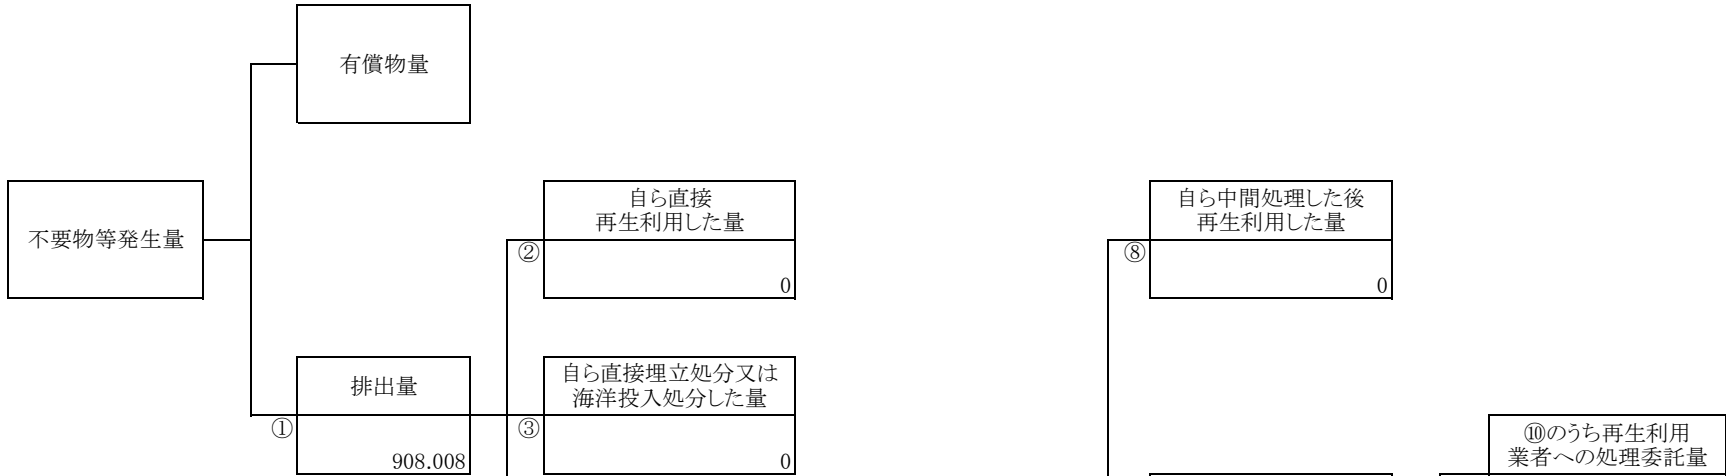 有償物量
不要物等発生量
自ら直接
再生利用した量
②
0
自ら中間処理した後
再生利用した量
⑧
0
排出量
①
908.008
自ら直接埋立処分又は
海洋投入処分した量
③
0
⑩のうち再生利用
業者への処理委託量